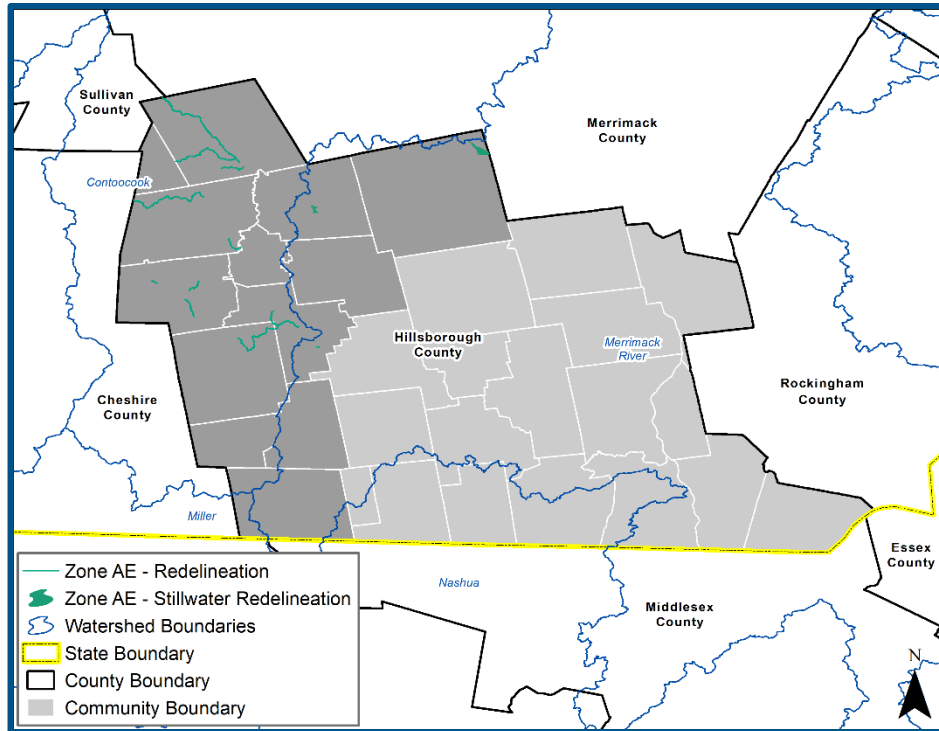 Sullivan
County
Merrimack
County
Contoocook
Hillsborough
County
Merrimack
River
Cheshire
County
Rockingham
County
Miller
Essex
County
Nashua
Middlesex
County
Zone AE - Redelineation
Zone AE - Stillwater Redelineation
Watershed Boundaries
State Boundary
County Boundary
Community Boundary
N